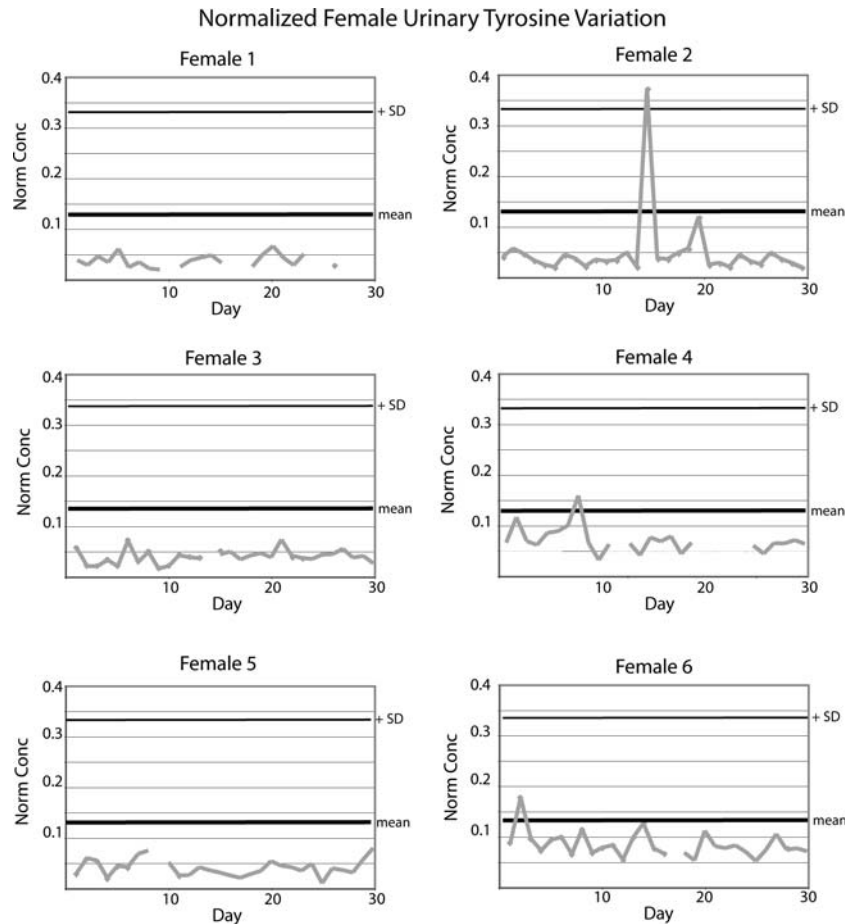 Normalized Female Urinary Tyrosine Variation
Female 1
0.4
0.3
0.2
0.1
Norm Conc
+ SD
mean
10
20
30
Day
Female 2
0.4
0.3
0.2
0.1
Norm Conc
+ SD
mean
10
20
30
Day
Female 3
0.4
0.3
0.2
0.1
Norm Conc
+ SD
mean
10
20
30
Day
Female 4
0.4
0.3
0.2
0.1
Norm Conc
+ SD
mean
10
20
30
Day
Female 5
0.4
0.3
0.2
0.1
Norm Conc
+ SD
mean
10
20
30
Day
Female 6
0.4
0.3
0.2
0.1
Norm Conc
+ SD
mean
10
20
30
Day